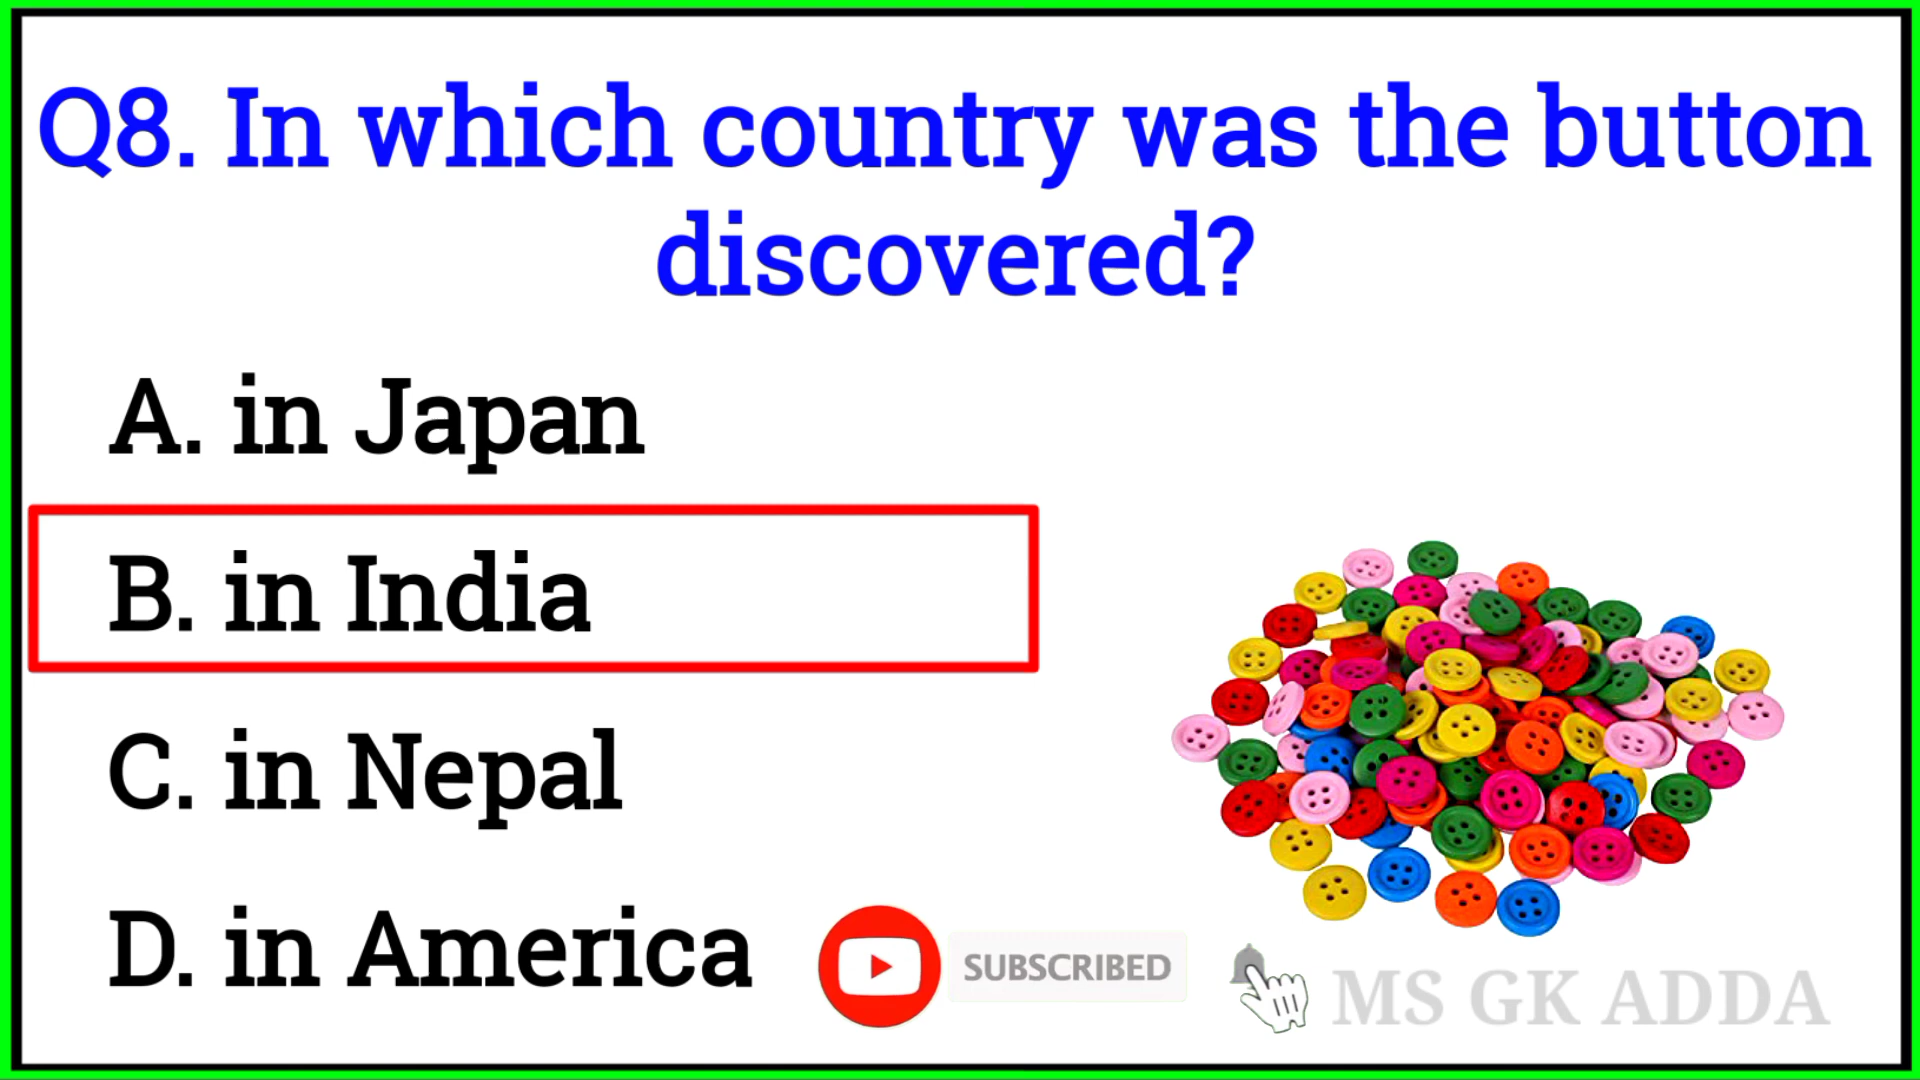 Q8. In which country was the button
discovered?
A. in Japan
B. in India
C. in Nepal
D. in America
SUBSCRIBED
MS GK ADDA